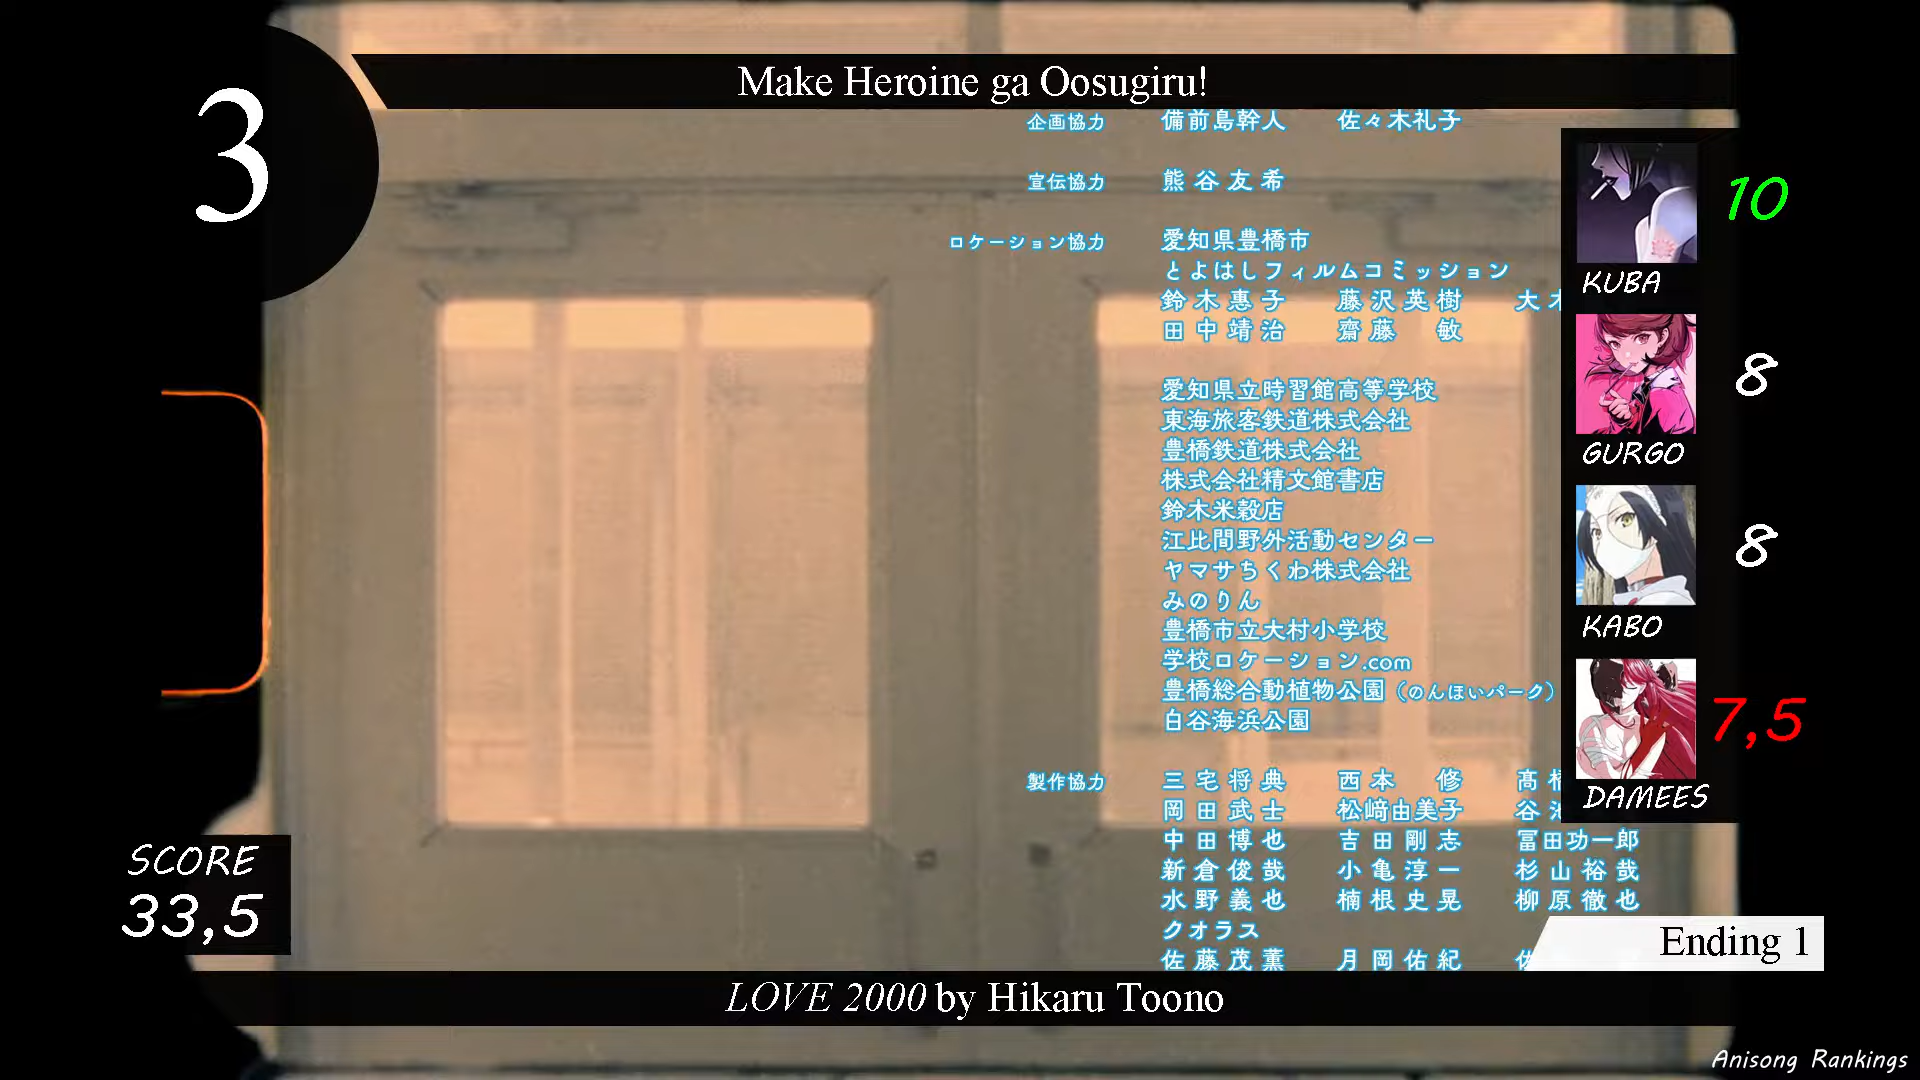 3
Make Heroine ga Oosugiru!
企画協力 備前島幹人 佐々木礼子
宣伝協力 熊谷友希
ロケーション協力 愛知県豊橋市
とよはしフィルムコミッション
鈴木惠子 藤沢英樹 大木
田中靖治 齋藤敏
愛知県立時習館高等学校
東海旅客鉄道株式会社
豊橋鉄道株式会社
株式会社精文館書店
鈴木米穀店
江比間野外活動センター
ヤマサちくわ株式会社
みのりん
豊橋市立大村小学校
学校ロケーション.com
豊橋総合動植物公園（のんほいパーク）
白谷海浜公園
製作協力 三宅将典 西本修 髙
岡田武士 松﨑由美子 谷
中田博也 吉田剛志 冨田功一郎
新倉俊哉 小亀淳一 杉山裕哉
水野義也 楠根史晃 柳原徹也
クオラス
佐藤茂薫 月岡佑紀
KUBA 10
GURGO 8
KABO 8
DAMEES 7,5
SCORE
33,5
Ending 1
LOVE 2000 by Hikaru Toono
Anisong Rankings